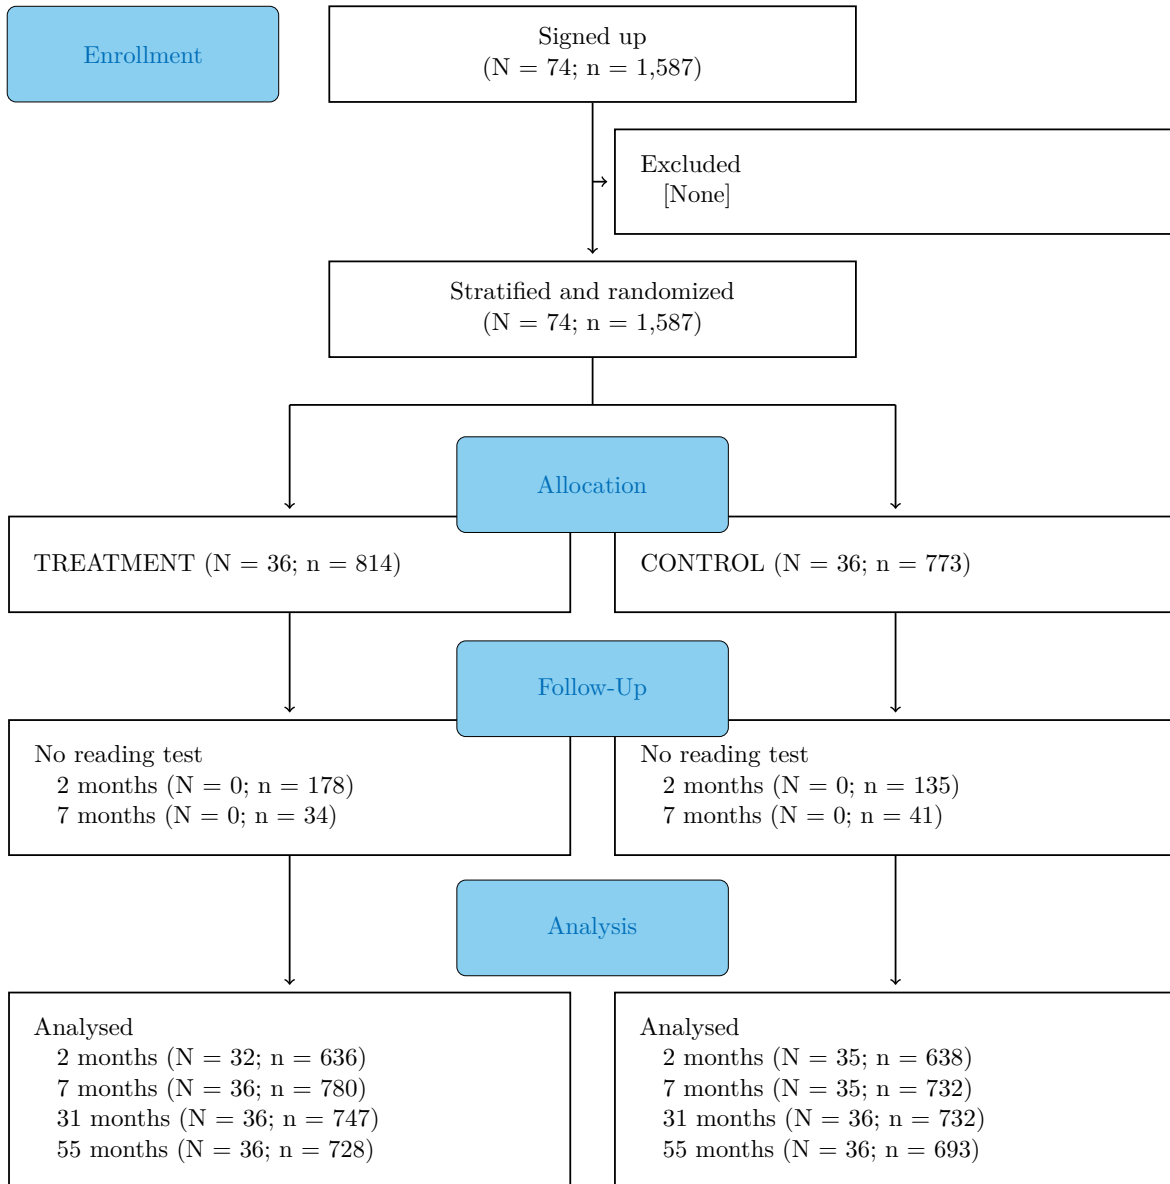 Enrollment
Signed up
(N = 74; n = 1,587)
Excluded
[None]
Stratified and randomized
(N = 74; n = 1,587)
Allocation
TREATMENT (N = 36; n = 814)
CONTROL (N = 36; n = 773)
Follow-Up
No reading test
2 months (N = 0; n = 178)
7 months (N = 0; n = 34)
No reading test
2 months (N = 0; n = 135)
7 months (N = 0; n = 41)
Analysis
Analysed
2 months (N = 32; n = 636)
7 months (N = 36; n = 780)
31 months (N = 36; n = 747)
55 months (N = 36; n = 728)
Analysed
2 months (N = 35; n = 638)
7 months (N = 35; n = 732)
31 months (N = 36; n = 732)
55 months (N = 36; n = 693)